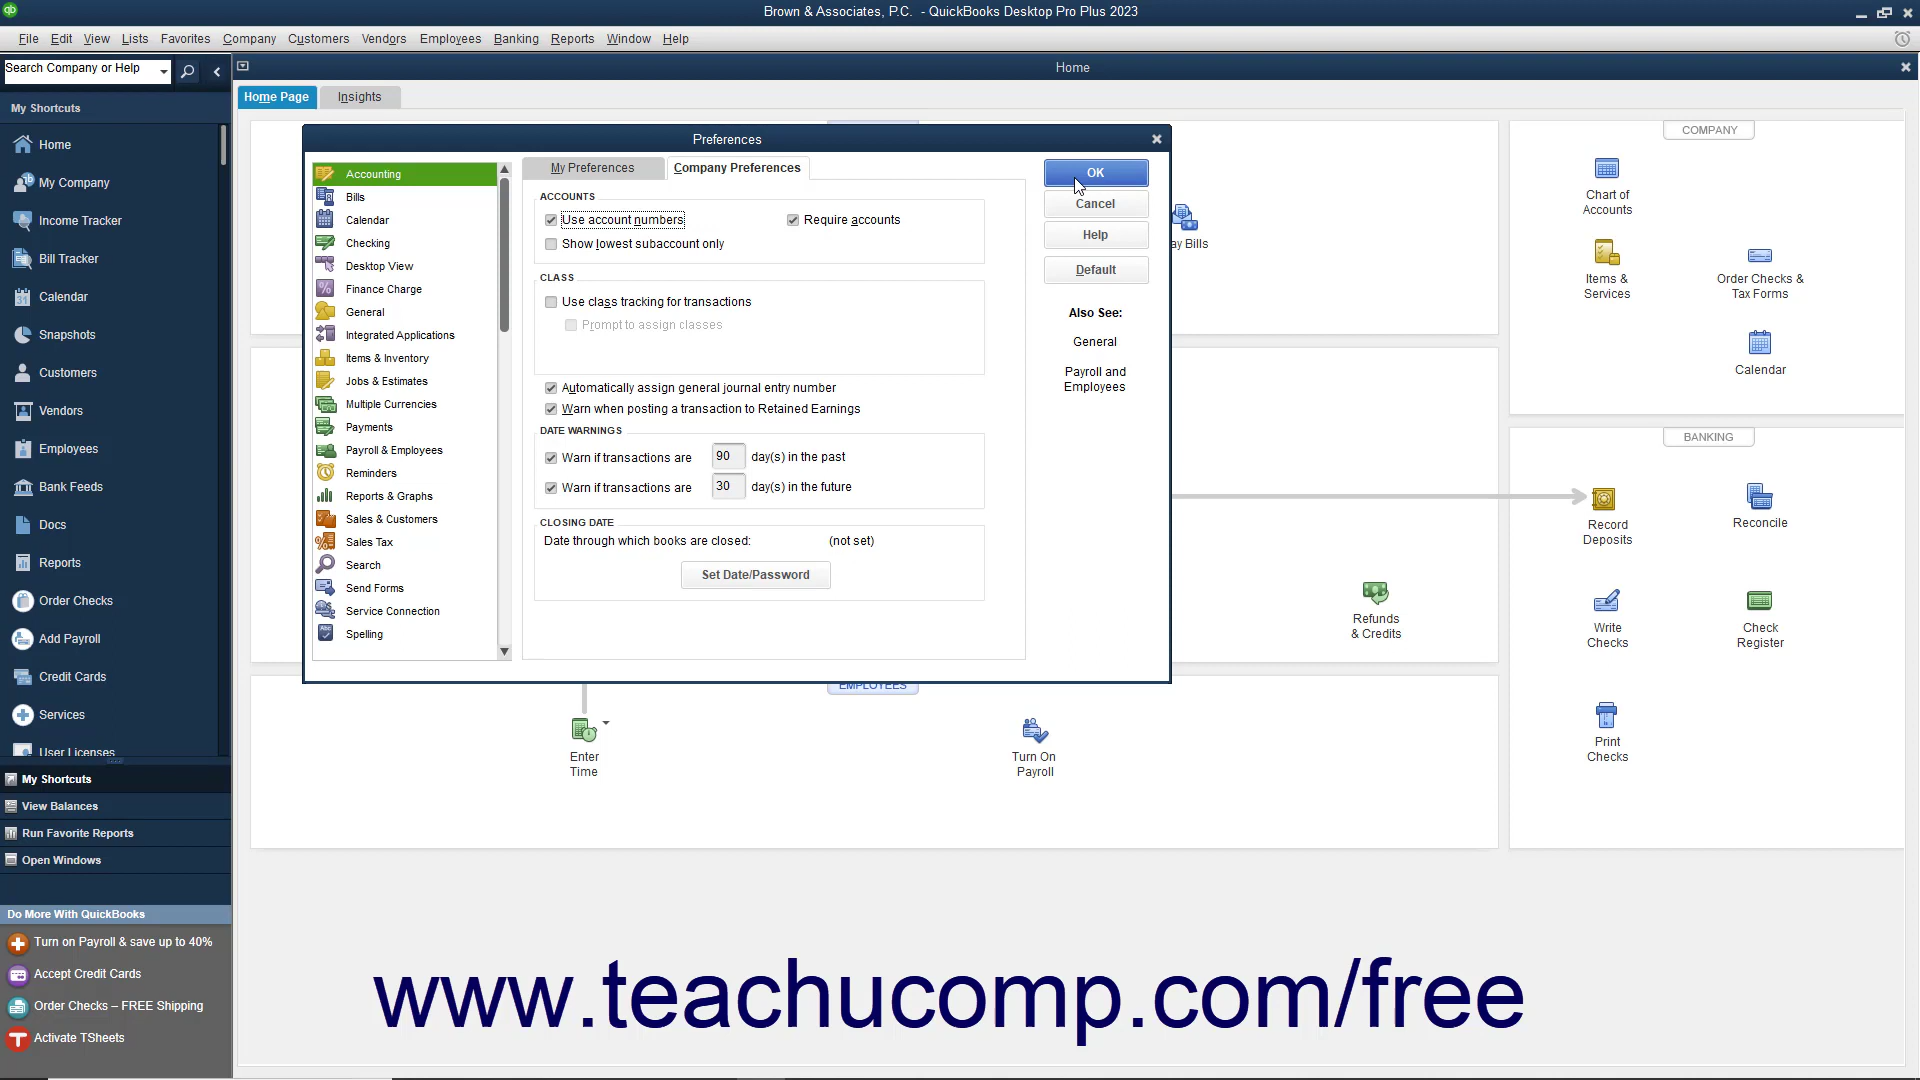 Brown & Associates, P.C. - QuickBooks Desktop Pro Plus 2023
File Edit View Lists Favorites Company Customers Vendors Employees Banking Reports Window Help
Search Company or Help
Home
Home Page
Insights
My Shortcuts
Home
My Company
Income Tracker
Bill Tracker
Calendar
Snapshots
Customers
Vendors
Employees
Bank Feeds
Docs
Reports
Order Checks
Add Payroll
Credit Cards
Services
User Licenses
My Shortcuts
View Balances
Run Favorite Reports
Open Windows
Do More With QuickBooks
Turn on Payroll & save up to 40%
Accept Credit Cards
Order Checks – FREE Shipping
Activate TSheets
Preferences
Accounting
Bills
Calendar
Checking
Desktop View
Finance Charge
General
Integrated Applications
Items & Inventory
Jobs & Estimates
Multiple Currencies
Payments
Payroll & Employees
Reminders
Reports & Graphs
Sales & Customers
Sales Tax
Search
Send Forms
Service Connection
Spelling
My Preferences
Company Preferences
ACCOUNTS
Use account numbers
Require accounts
Show lowest subaccount only
CLASS
Use class tracking for transactions
Prompt to assign classes
Automatically assign general journal entry number
Warn when posting a transaction to Retained Earnings
DATE WARNINGS
Warn if transactions are 90 day(s) in the past
Warn if transactions are 30 day(s) in the future
CLOSING DATE
Date through which books are closed: (not set)
Set Date/Password
OK
Cancel
Help
Default
Also See:
General
Payroll and
Employees
ay Bills
Refunds
& Credits
EMPLOYEES
Enter
Time
Turn On
Payroll
COMPANY
Chart of
Accounts
Items &
Services
Order Checks &
Tax Forms
Calendar
BANKING
Record
Deposits
Reconcile
Write
Checks
Check
Register
Print
Checks
www.teachucomp.com/free